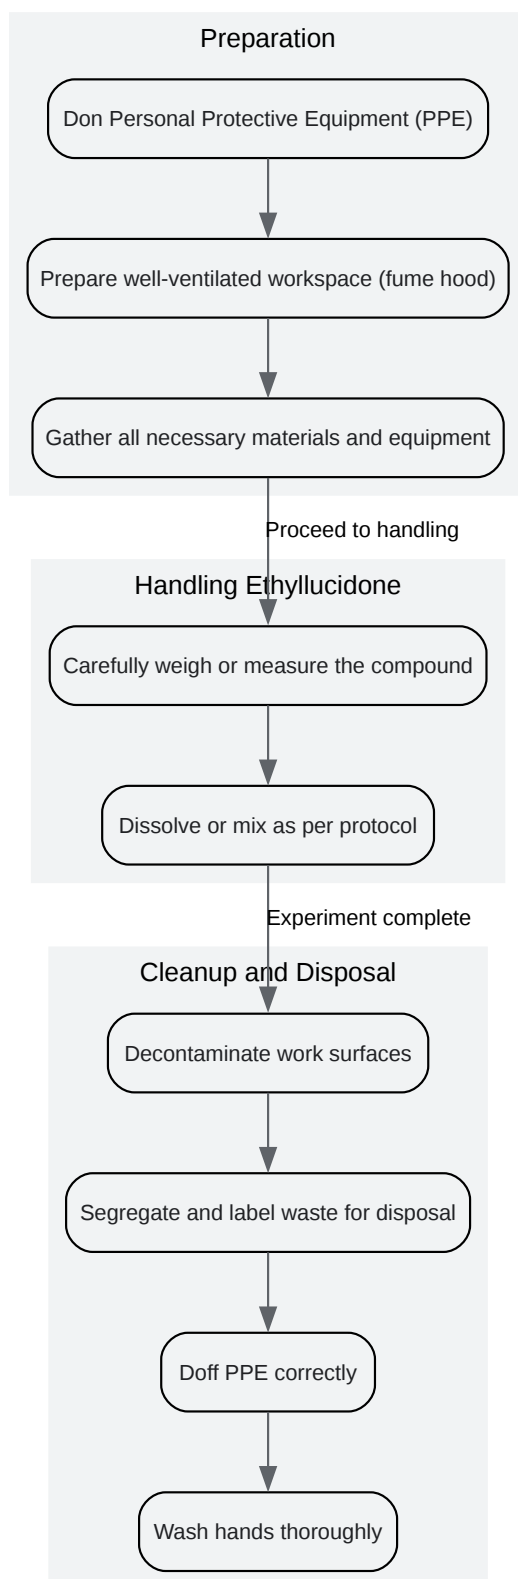 Preparation
Don Personal Protective Equipment (PPE)
Prepare well-ventilated workspace (fume hood)
Gather all necessary materials and equipment
Proceed to handling
Handling Ethyllucidone
Carefully weigh or measure the compound
Dissolve or mix as per protocol
Experiment complete
Cleanup and Disposal
Decontaminate work surfaces
Segregate and label waste for disposal
Doff PPE correctly
Wash hands thoroughly